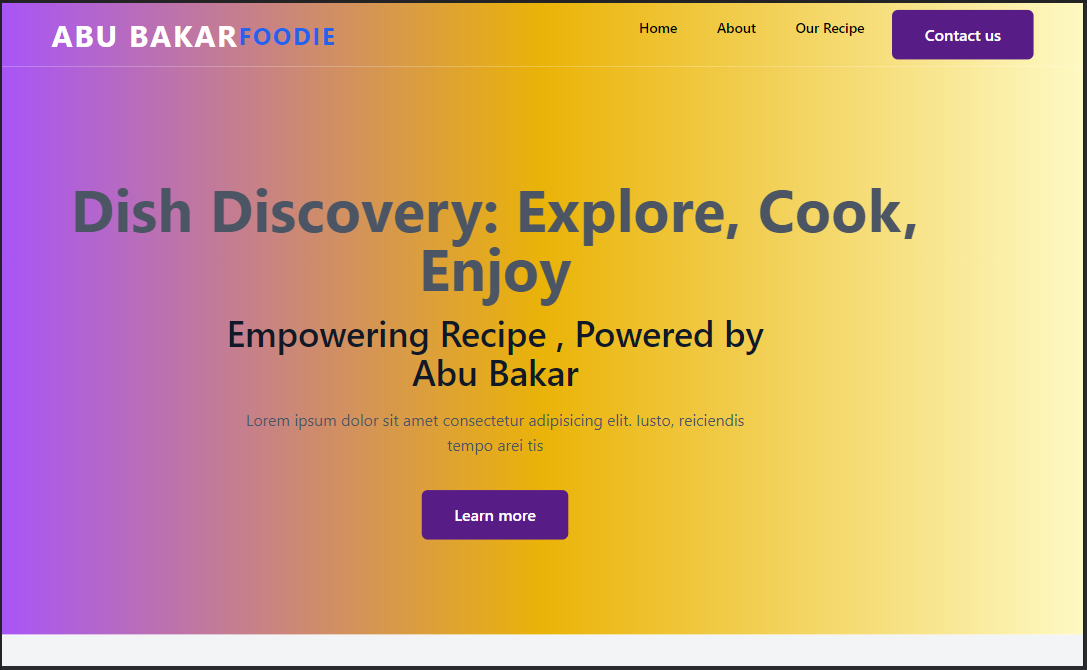 ABU BAKARFOODIE
Home About Our Recipe Contact us
Dish Discovery: Explore, Cook,
Enjoy
Empowering Recipe , Powered by
Abu Bakar
Lorem ipsum dolor sit amet consectetur adipisicing elit. Iusto, reiciendis
tempo arei tis
Learn more